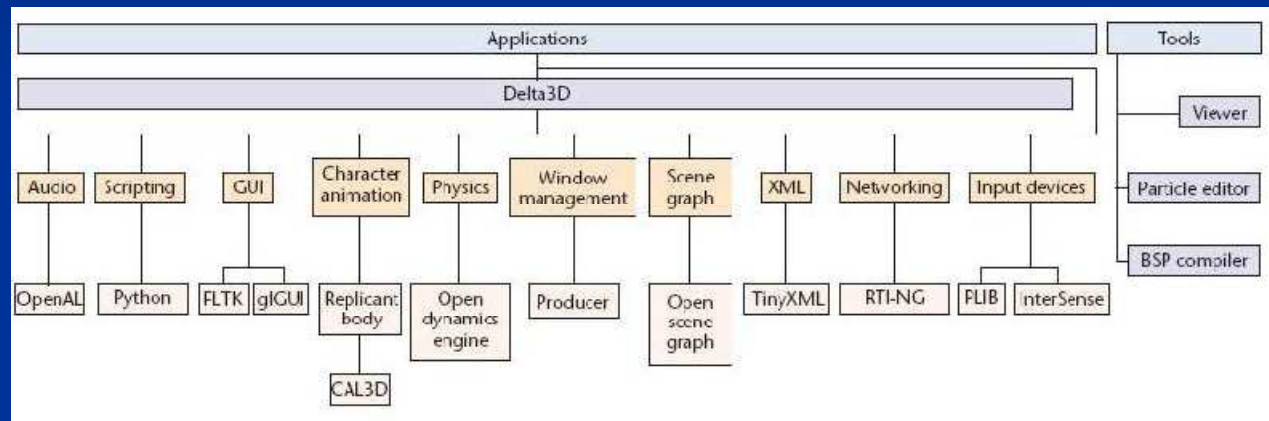 Applications
Tools
Delta3D
Viewer
Audio
Scripting
GUI
Character
animation
Physics
Window
management
Scene
graph
XML
Networking
Input devices
Particle editor
BSP compiler
OpenAL
Python
FLTK
glGUI
Replicant
body
Open
dynamics
engine
Producer
Open
scene
graph
TinyXML
RTI-NG
PLIB
InterSense
CAL3D